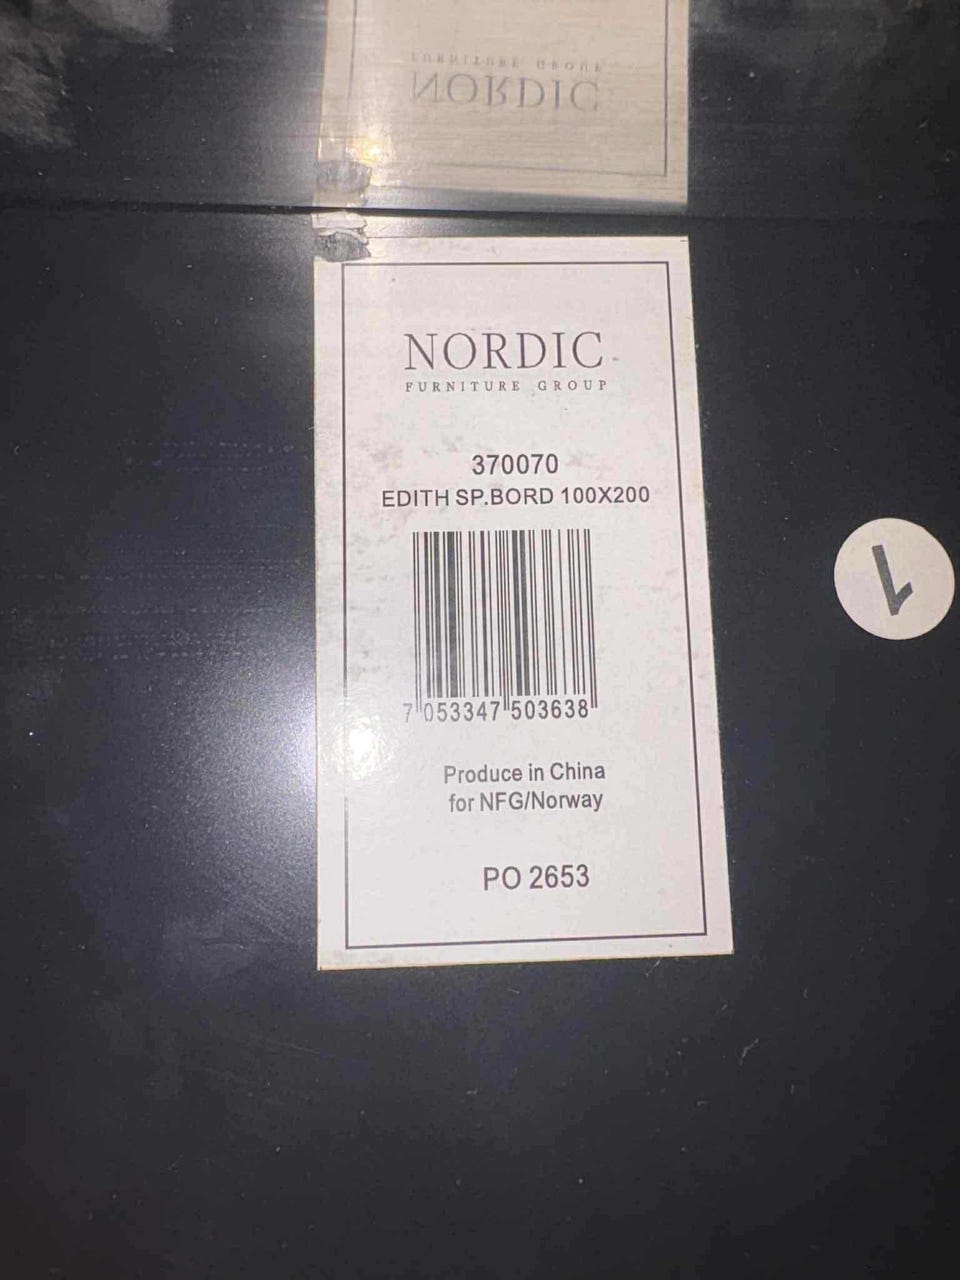 FURNITURE GROUP
NORDIC
NORDIC
FURNITURE GROUP
370070
EDITH SP.BORD 100X200
7 053347 503638
Produce in China
for NFG/Norway
PO 2653
1